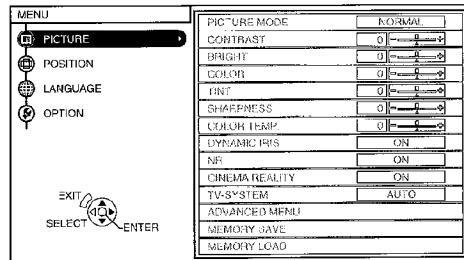 MENU
PICTURE
POSITION
LANGUAGE
OPTION
EXIT
SELECT
ENTER
PICTURE MODE NORMAL
CONTRAST 0
BRIGHT 0
COLOR 0
TINT 0
SHARPNESS 0
COLOR TEMP. 0
DYNAMIC IRIS ON
NR ON
CINEMA REALITY ON
TV-SYSTEM AUTO
ADVANCED MENU
MEMORY SAVE
MEMORY LOAD